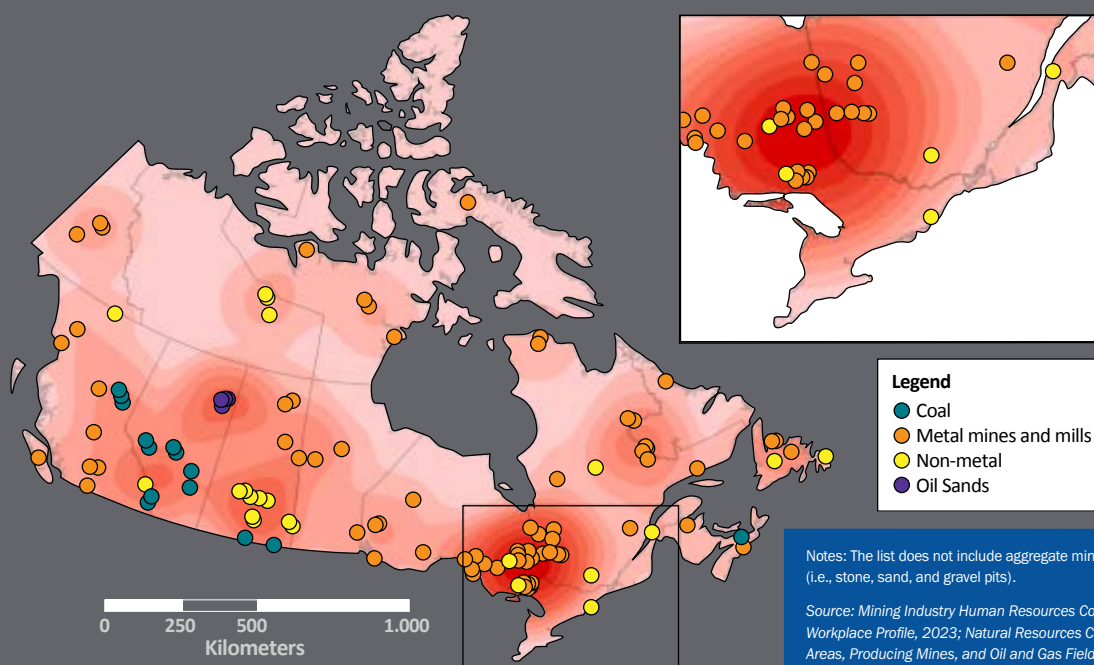 Legend
Coal
Metal mines and mills
Non-metal
Oil Sands
Notes: The list does not include aggregate min
(i.e., stone, sand, and gravel pits).
Source: Mining Industry Human Resources Co
Workplace Profile, 2023; Natural Resources C
Areas, Producing Mines, and Oil and Gas Field
0 250 500 1.000
Kilometers